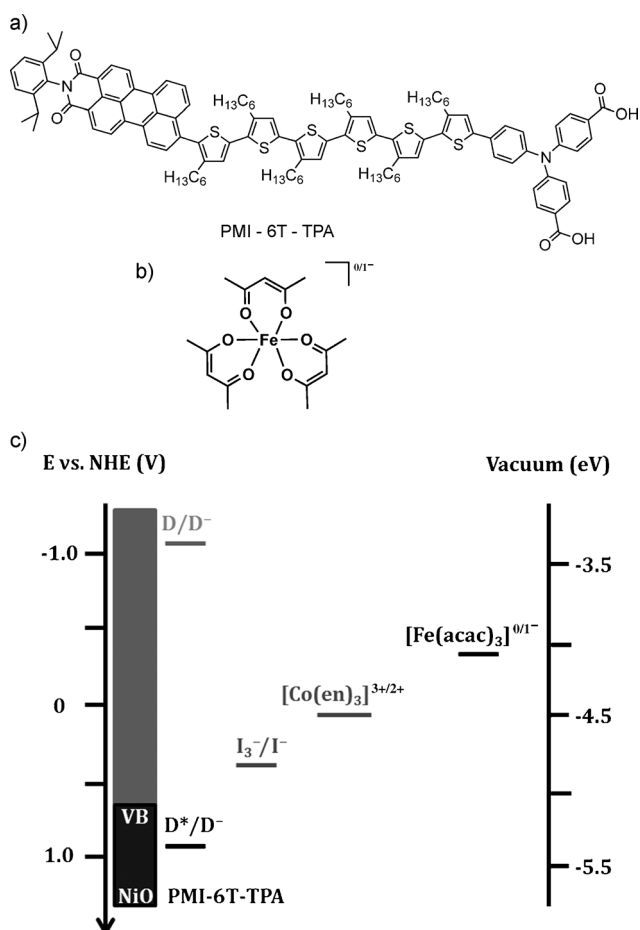 a)
O
N
O
H13C6
H13C6
H13C6
S
S
S
S
S
S
H13C6
H13C6
H13C6
N
O
OH
O
OH
PMI - 6T - TPA
b)
0/1−
O
O
O
Fe
O
O
O
c)
E vs. NHE (V)
Vacuum (eV)
D/D−
-1.0
-3.5
[Fe(acac)3]0/1−
[Co(en)3]3+/2+
0
-4.5
I3−/I−
VB
D*/D−
1.0
-5.5
NiO
PMI-6T-TPA